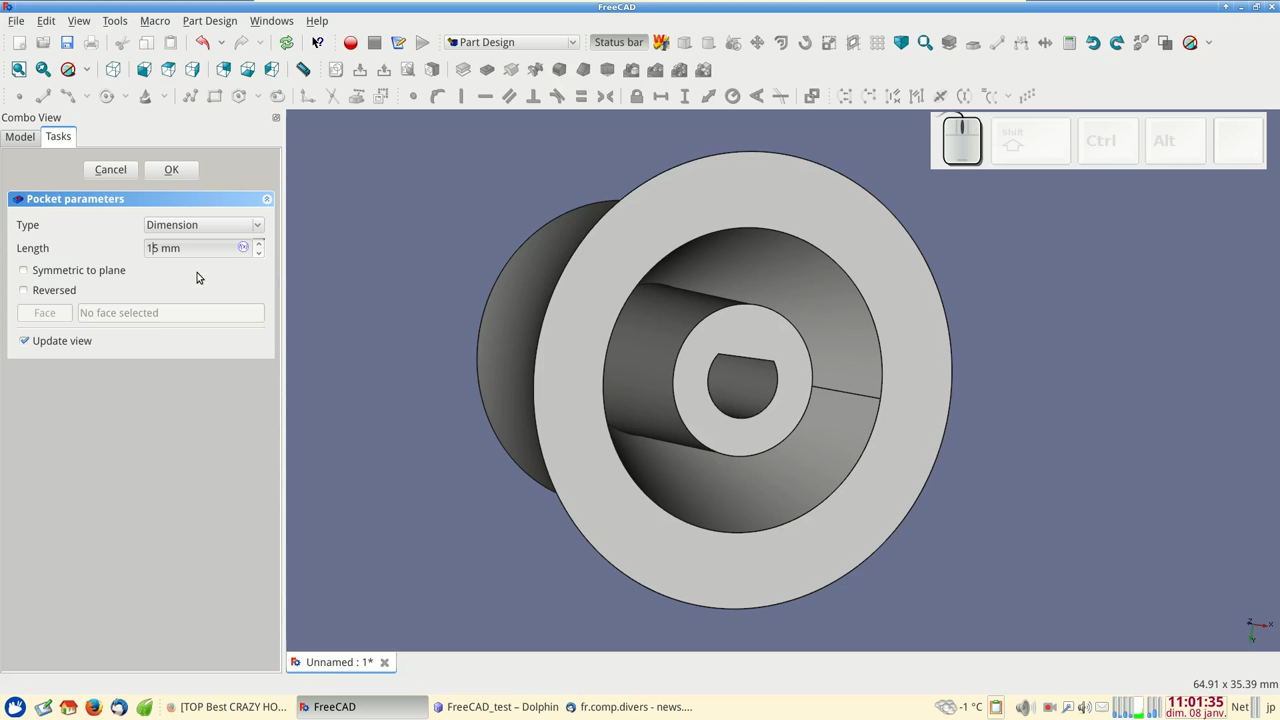 FreeCAD
File Edit View Tools Macro Part Design Windows Help
Part Design
Status bar
Combo View
Model Tasks
Shift Ctrl Alt
Cancel OK
Pocket parameters
Type Dimension
Length 15 mm
Symmetric to plane
Reversed
Face No face selected
Update view
Unnamed : 1*
64.91 x 35.39 mm
[TOP Best CRAZY HO... FreeCAD FreeCAD_test – Dolphin fr.comp.divers - news.... -1 °C 11:01:35 Net jp
dim. 08 janv.